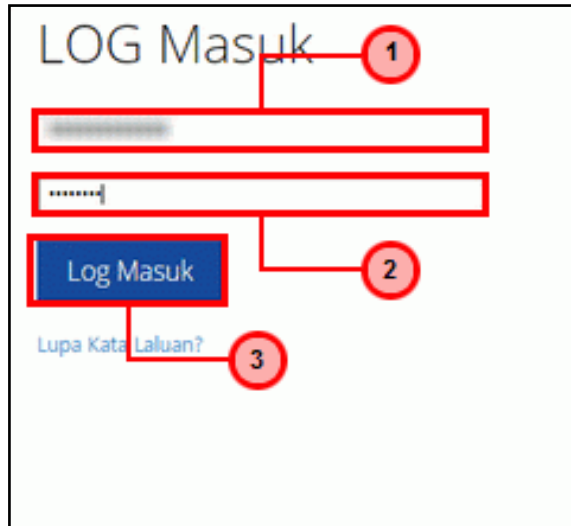 LOG Masuk
1
••••••••
Log Masuk
2
Lupa Kata Laluan?
3